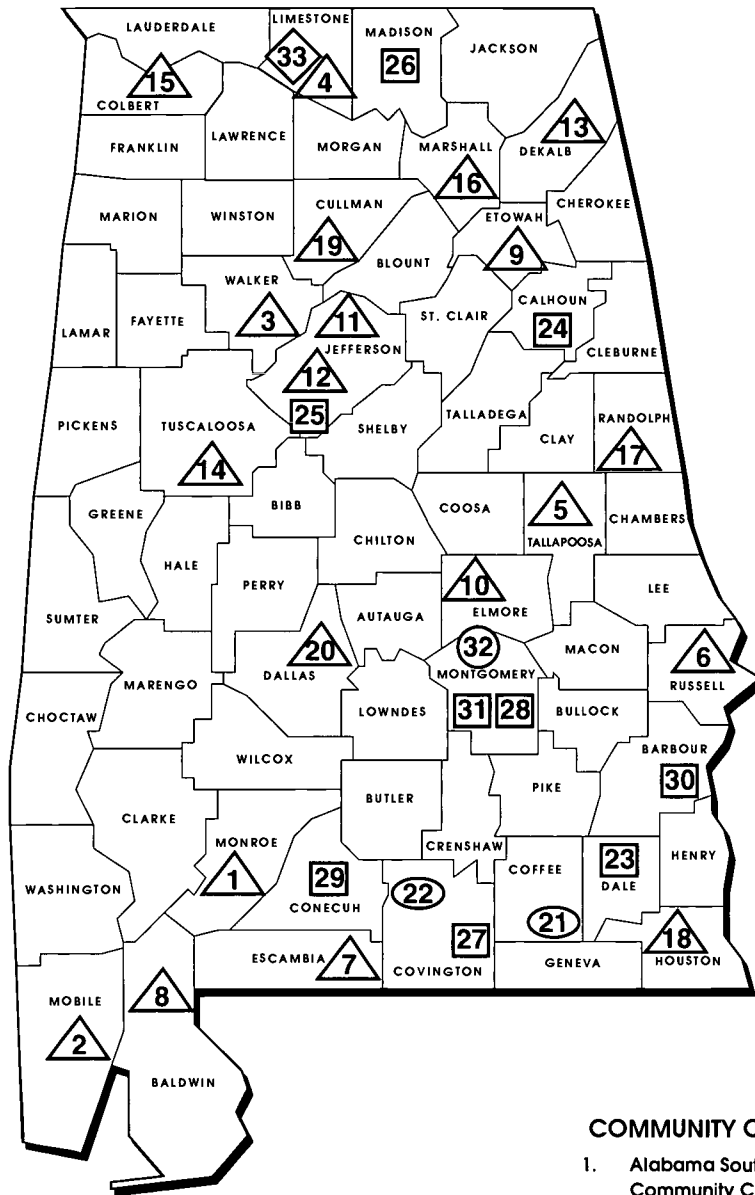 LAUDERDALE
LIMESTONE
MADISON
JACKSON
33
26
15
4
COLBERT
13
LAWRENCE
FRANKLIN
MORGAN
MARSHALL
DEKALB
16
CHEROKEE
CULLMAN
ETOWAH
MARION
WINSTON
19
9
BLOUNT
WALKER
CALHOUN
3
11
ST. CLAIR
24
LAMAR
FAYETTE
JEFFERSON
CLEBURNE
12
25
TALLADEGA
RANDOLPH
PICKENS
TUSCALOOSA
SHELBY
CLAY
17
14
BIBB
COOSA
5
GREENE
CHAMBERS
CHILTON
TALLAPOOSA
HALE
PERRY
10
LEE
SUMTER
AUTAUGA
ELMORE
20
32
MACON
6
DALLAS
MONTGOMERY
MARENGO
RUSSELL
CHOCTAW
LOWNDES
31
28
BULLOCK
WILCOX
BARBOUR
30
BUTLER
PIKE
CLARKE
MONROE
CRENSHAW
23
HENRY
1
29
COFFEE
WASHINGTON
22
DALE
CONECUH
21
27
18
ESCAMBIA
7
COVINGTON
GENEVA
HOUSTON
MOBILE
8
2
BALDWIN
COMMUNITY C
1. Alabama Sout
Community C